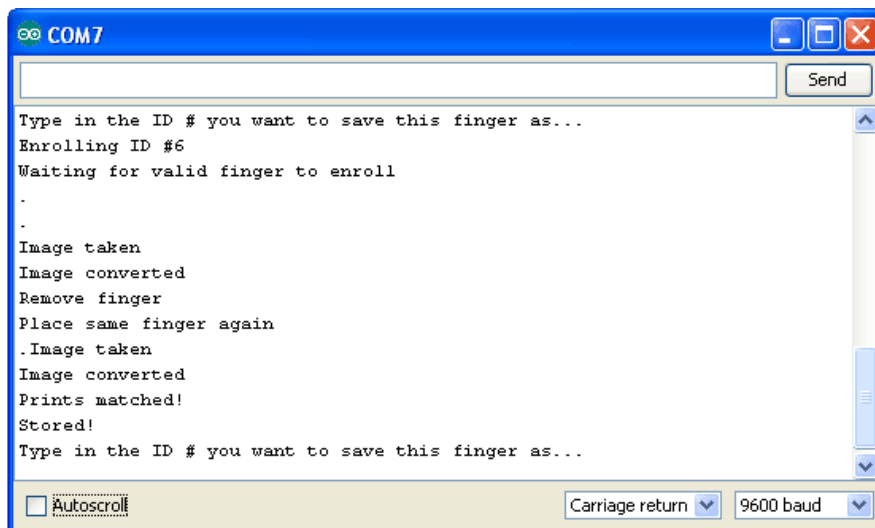 COM7
Send
Type in the ID # you want to save this finger as...
Enrolling ID #6
Waiting for valid finger to enroll
.
.
Image taken
Image converted
Remove finger
Place same finger again
.Image taken
Image converted
Prints matched!
Stored!
Type in the ID # you want to save this finger as...
Autoscroll
Carriage return
9600 baud